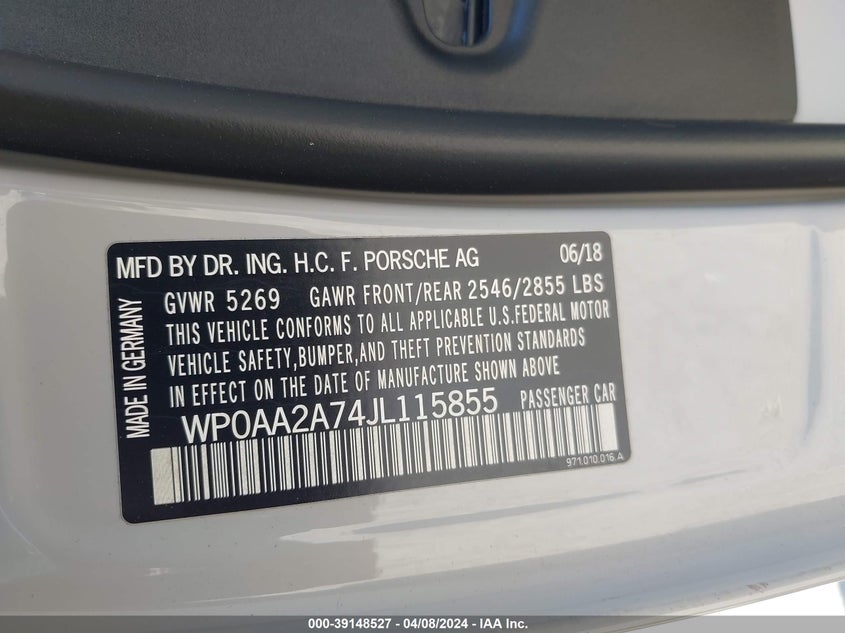 MFD BY DR. ING. H.C. F. PORSCHE AG 06/18
GVWR 5269 GAWR FRONT/REAR 2546/2855 LBS
THIS VEHICLE CONFORMS TO ALL APPLICABLE U.S.FEDERAL MOTOR
VEHICLE SAFETY,BUMPER,AND THEFT PREVENTION STANDARDS
IN EFFECT ON THE DATE OF MANUFACTURE SHOWN ABOVE
WP0AA2A74JL115855 PASSENGER CAR
971.010.016.A
MADE IN GERMANY
000-39148527 - 04/08/2024 - IAA Inc.